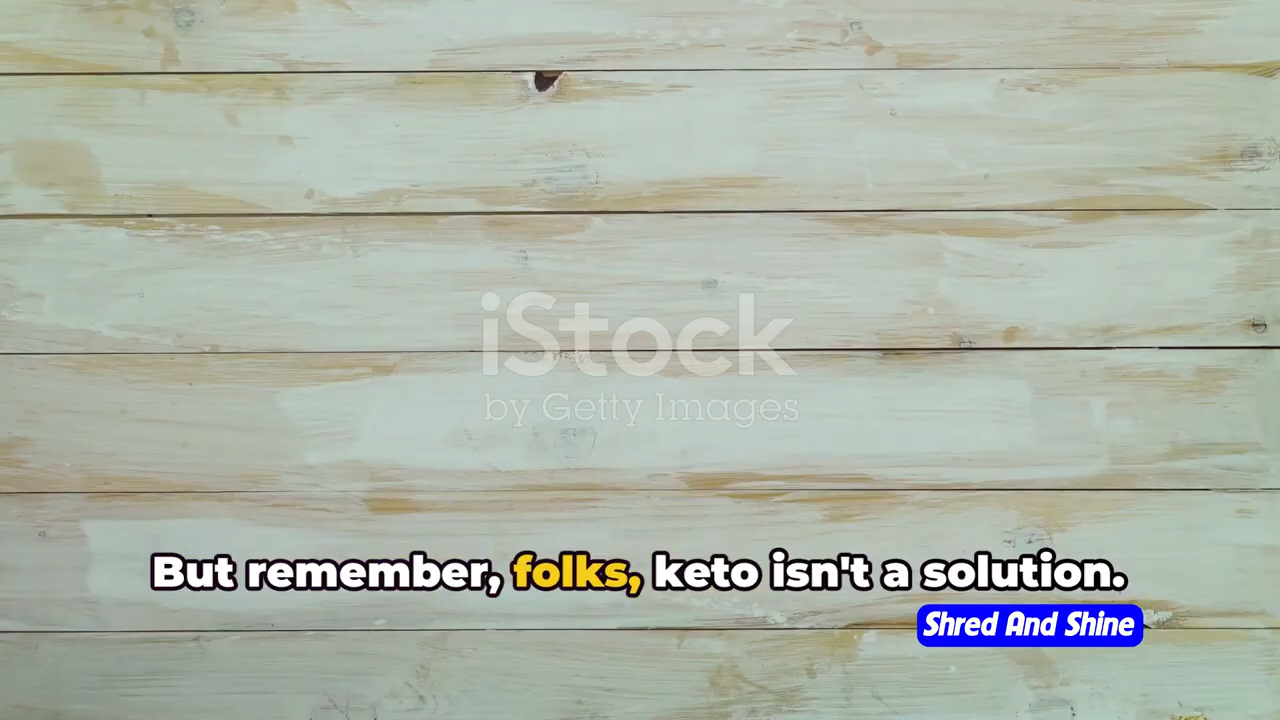 iStock
by Getty Images
But remember, folks, keto isn't a solution.
Shred And Shine